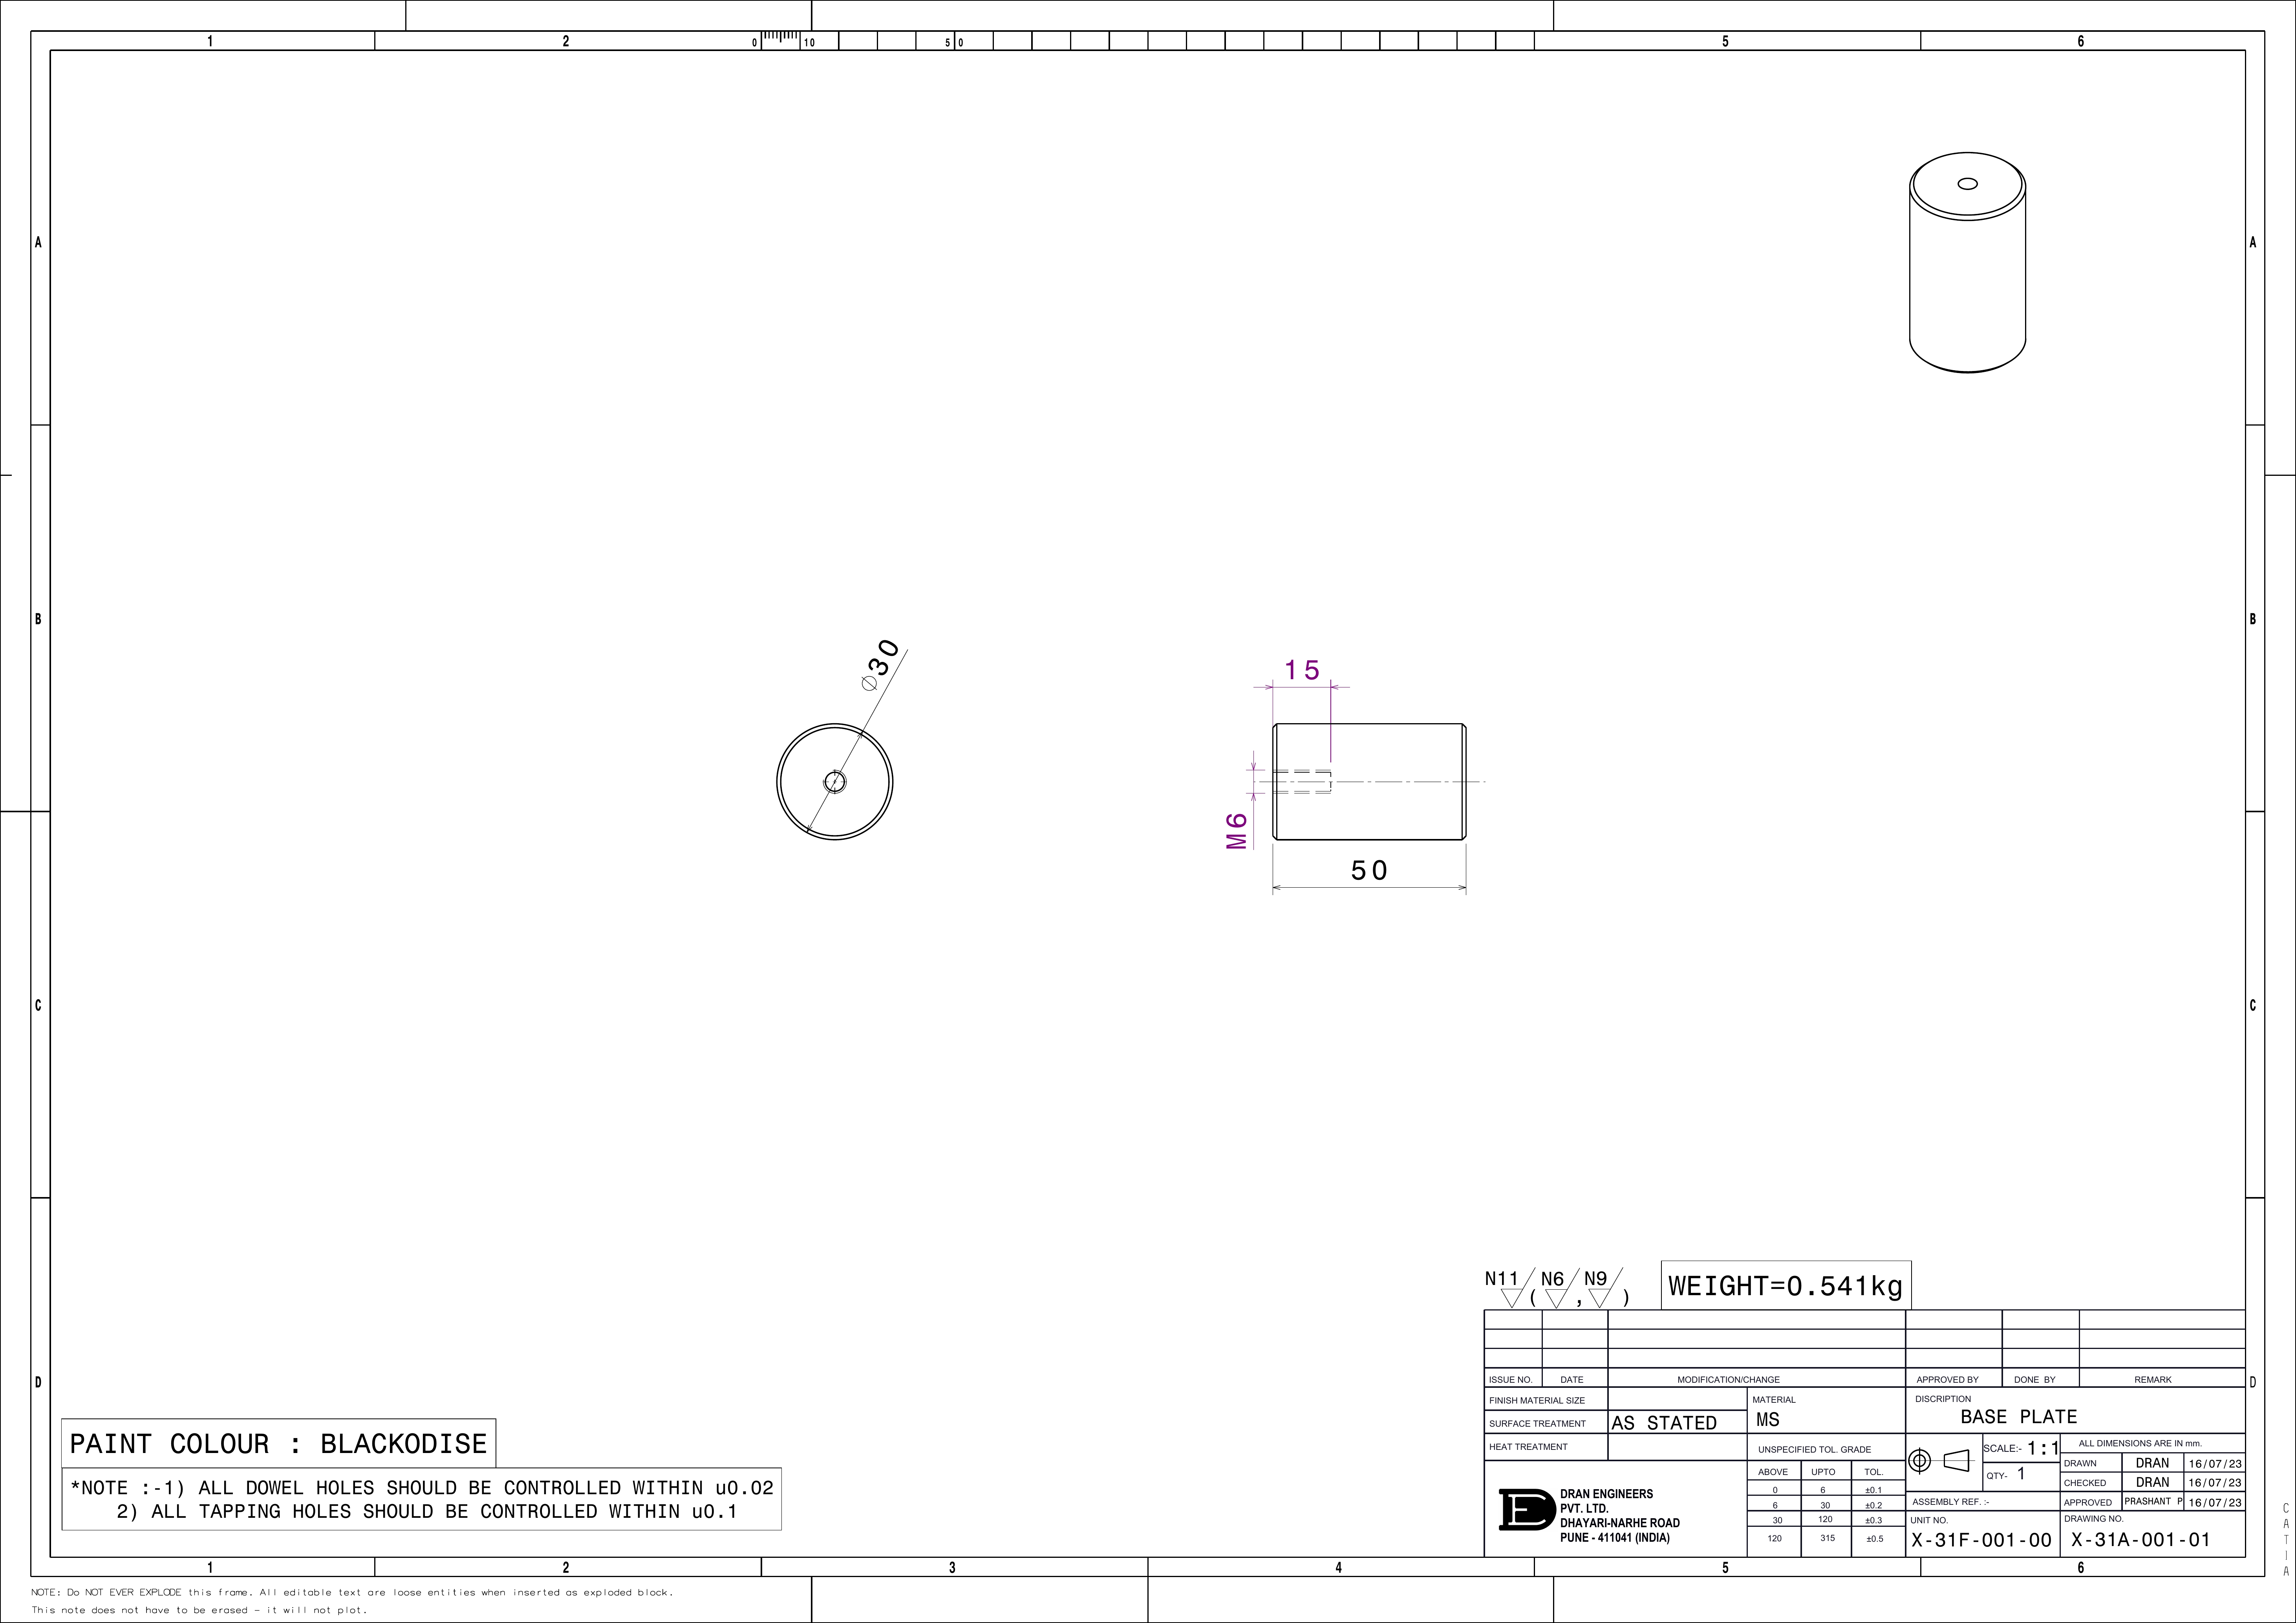 1 2 0 10 50 5 6
A A
B B
C C
D D
⌀30
15
M6
50
N11 ( N6 , N9 )
WEIGHT=0.541kg
ISSUE NO. DATE MODIFICATION/CHANGE APPROVED BY DONE BY REMARK
FINISH MATERIAL SIZE
MATERIAL
MS
DISCRIPTION
BASE PLATE
SURFACE TREATMENT AS STATED
HEAT TREATMENT
UNSPECIFIED TOL. GRADE
ABOVE UPTO TOL.
0 6 ±0.1
6 30 ±0.2
30 120 ±0.3
120 315 ±0.5
SCALE:- 1:1
QTY- 1
ALL DIMENSIONS ARE IN mm.
DRAWN DRAN 16/07/23
CHECKED DRAN 16/07/23
APPROVED PRASHANT P 16/07/23
ASSEMBLY REF. :-
UNIT NO.
X-31F-001-00
DRAWING NO.
X-31A-001-01
DE
DRAN ENGINEERS
PVT. LTD.
DHAYARI-NARHE ROAD
PUNE - 411041 (INDIA)
PAINT COLOUR : BLACKODISE
*NOTE :-1) ALL DOWEL HOLES SHOULD BE CONTROLLED WITHIN u0.02
2) ALL TAPPING HOLES SHOULD BE CONTROLLED WITHIN u0.1
1 2 3 4 5 6
NOTE: Do NOT EVER EXPLODE this frame. All editable text are loose entities when inserted as exploded block.
This note does not have to be erased - it will not plot.
CATIA